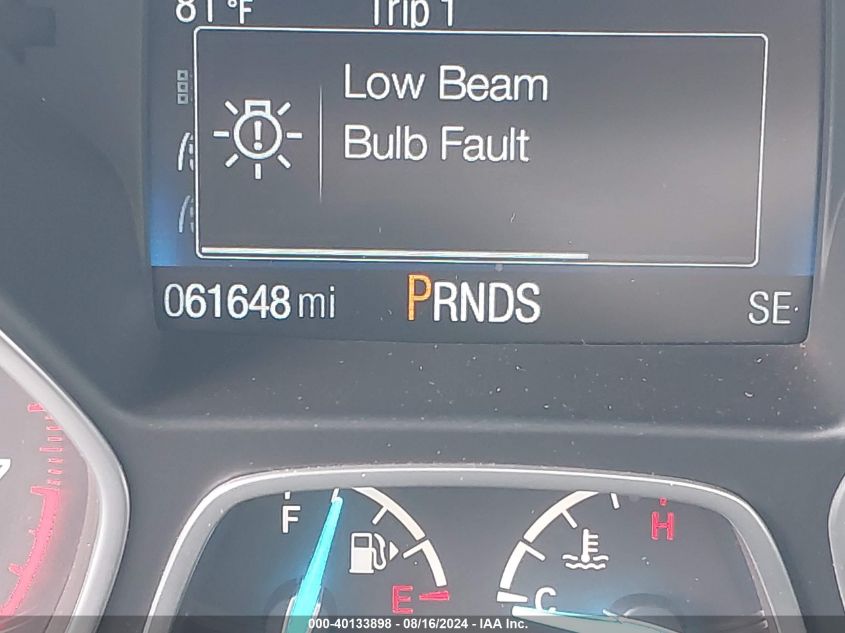 81°F Trip 1
Low Beam
Bulb Fault
061648 mi PRNDS SE
F H
E C
000-40133898 - 08/16/2024 - IAA Inc.